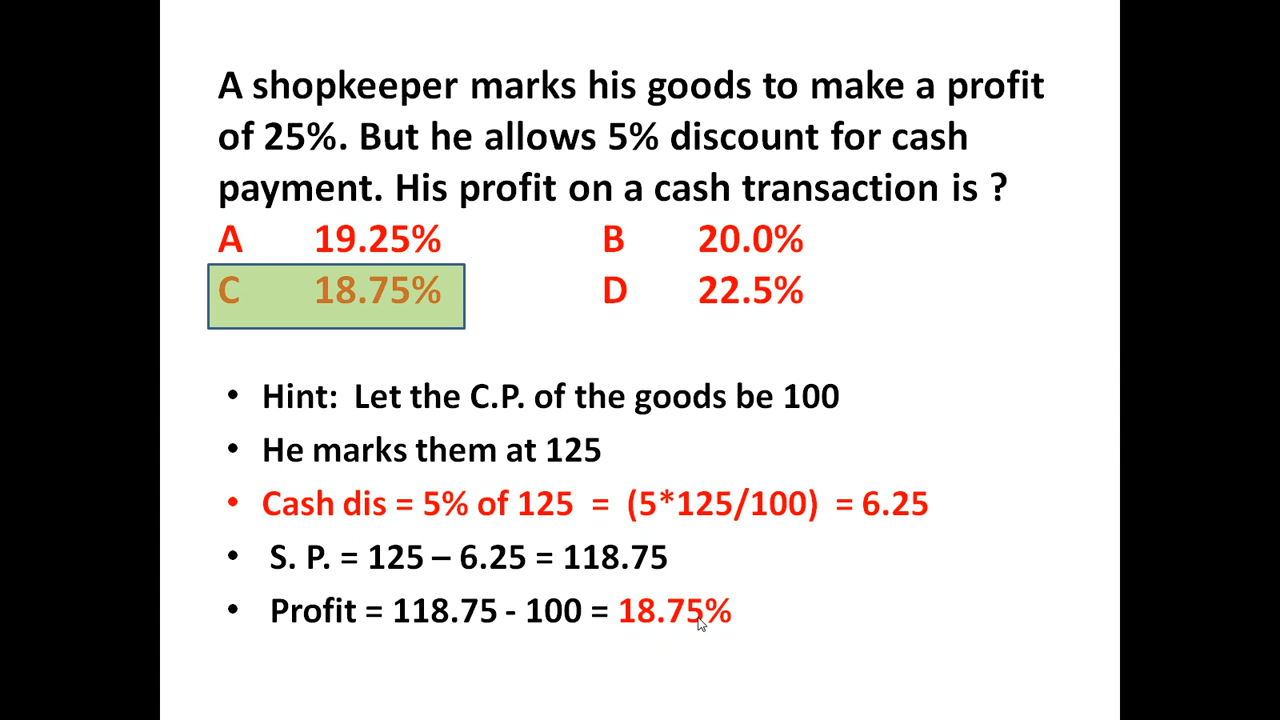 A shopkeeper marks his goods to make a profit
of 25%. But he allows 5% discount for cash
payment. His profit on a cash transaction is ?
A 19.25% B 20.0%
C 18.75% D 22.5%
• Hint: Let the C.P. of the goods be 100
• He marks them at 125
• Cash dis = 5% of 125 = (5*125/100) = 6.25
• S. P. = 125 – 6.25 = 118.75
• Profit = 118.75 - 100 = 18.75%